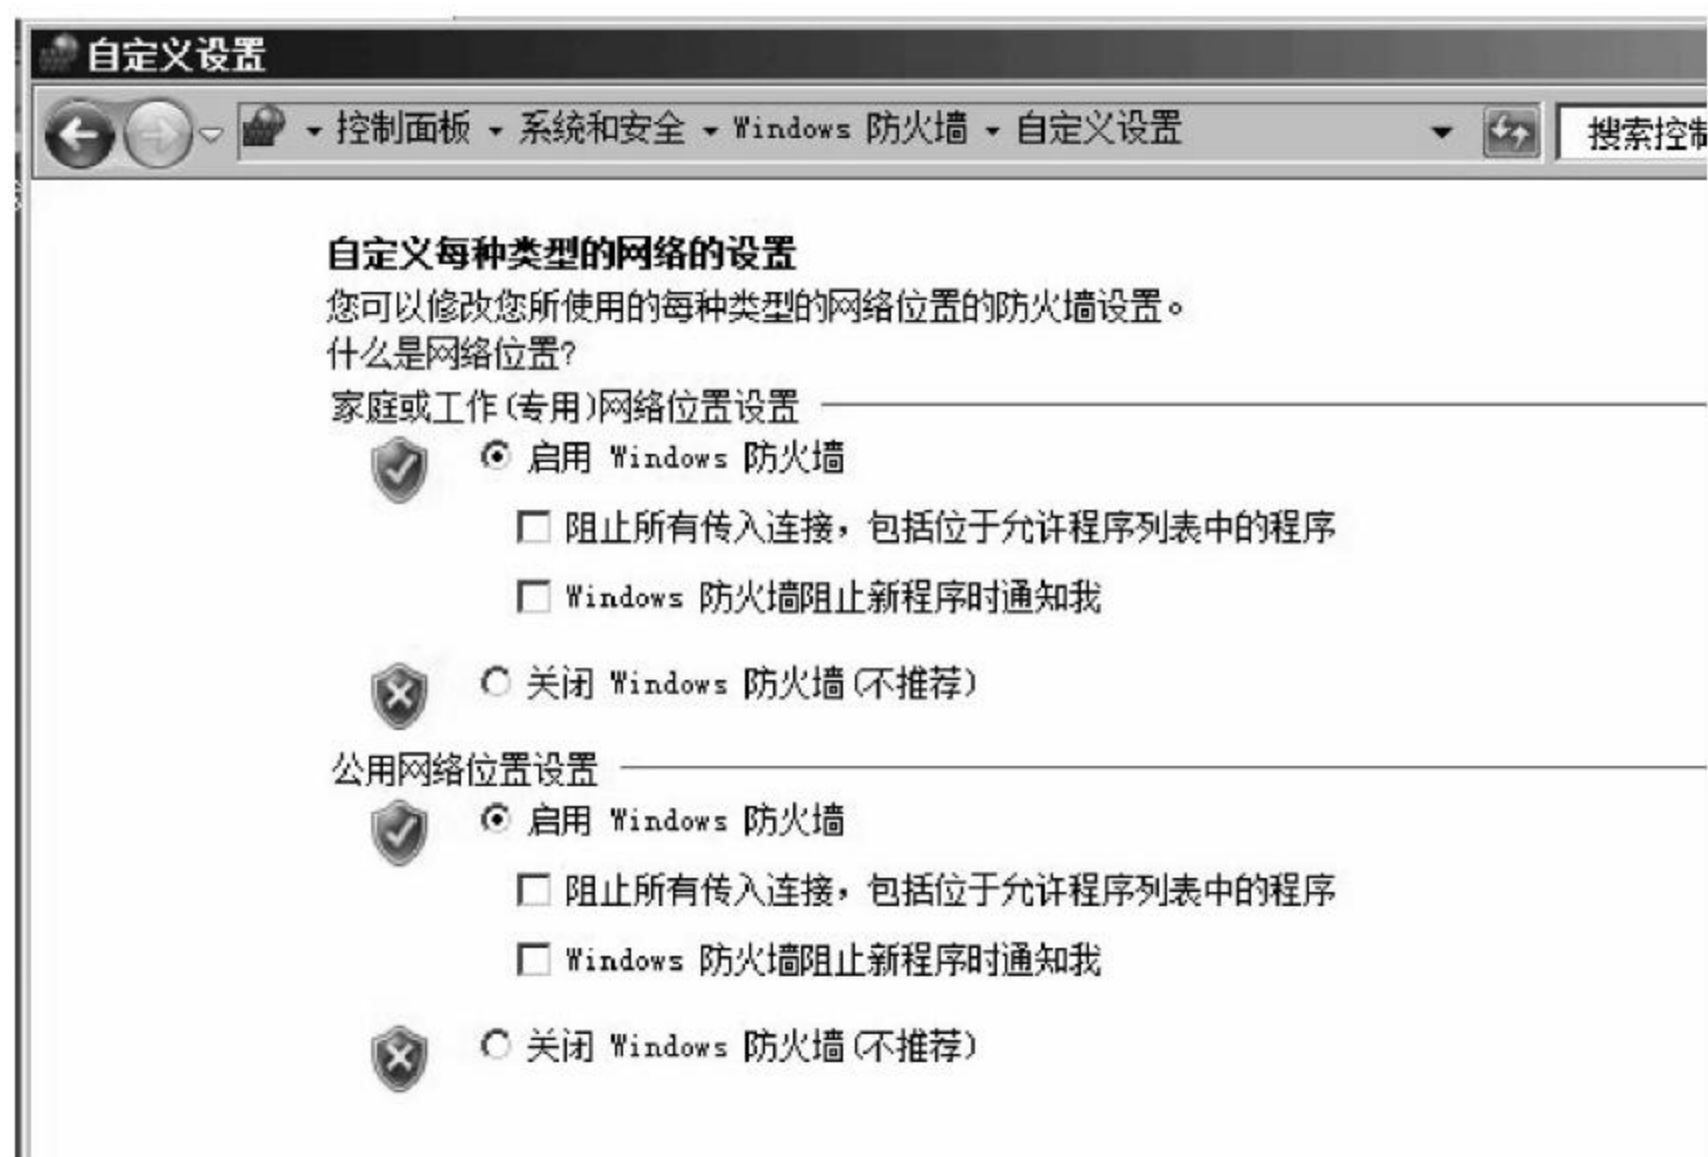 自定义设置
控制面板 系统和安全 Windows 防火墙 自定义设置 搜索控制
自定义每种类型的网络的设置
您可以修改您所使用的每种类型的网络位置的防火墙设置。
什么是网络位置?
家庭或工作(专用)网络位置设置
启用 Windows 防火墙
阻止所有传入连接，包括位于允许程序列表中的程序
Windows 防火墙阻止新程序时通知我
关闭 Windows 防火墙(不推荐)
公用网络位置设置
启用 Windows 防火墙
阻止所有传入连接，包括位于允许程序列表中的程序
Windows 防火墙阻止新程序时通知我
关闭 Windows 防火墙(不推荐)